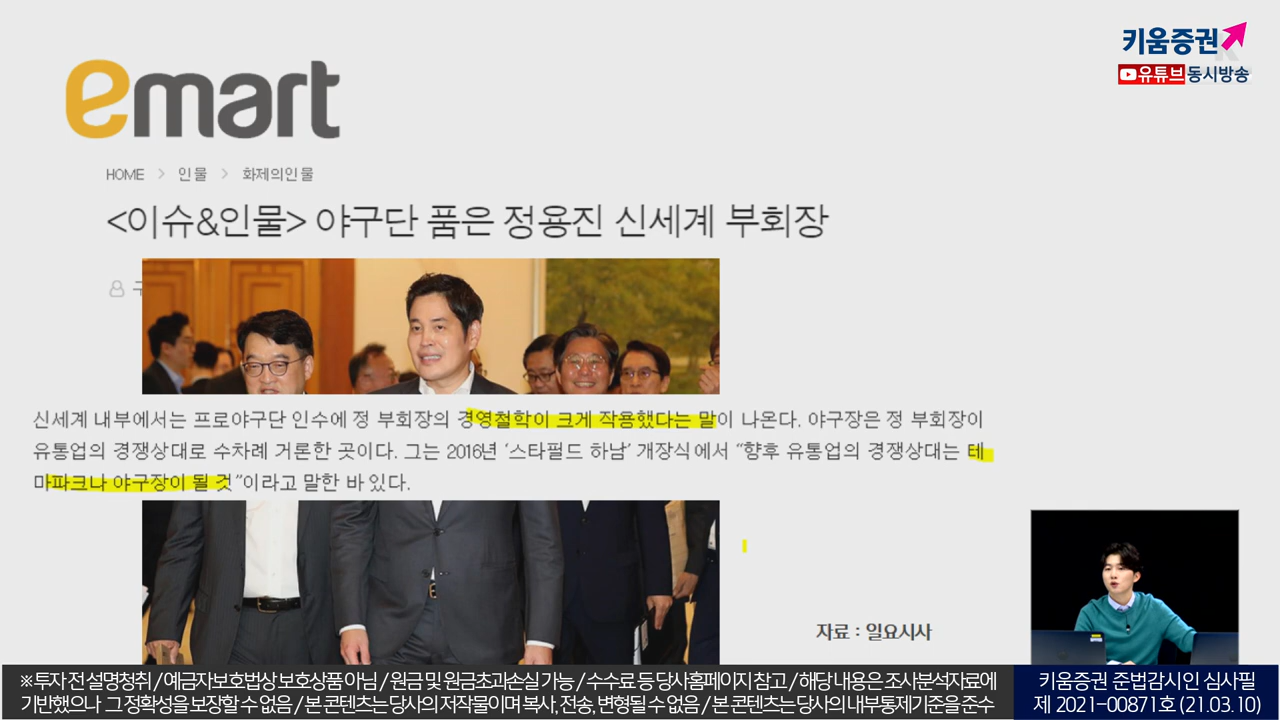 키움증권
유튜브 동시방송
emart
HOME > 인물 > 화제의인물
<이슈&인물> 야구단 품은 정용진 신세계 부회장
신세계 내부에서는 프로야구단 인수에 정 부회장의 경영철학이 크게 작용했다는 말이 나온다. 야구장은 정 부회장이
유통업의 경쟁상대로 수차례 거론한 곳이다. 그는 2016년 ‘스타필드 하남’ 개장식에서 “향후 유통업의 경쟁상대는 테
마파크나 야구장이 될 것”이라고 말한 바 있다.
자료 : 일요시사
※ 투자 전 설명청취 / 예금자보호법상 보호상품 아님 / 원금 및 원금초과손실 가능 / 수수료 등 당사홈페이지 참고 / 해당 내용은 조사분석자료에
기반했으나 그 정확성을 보장할 수 없음 / 본 콘텐츠는 당사의 저작물이며 복사, 전송, 변형될 수 없음 / 본 콘텐츠는 당사의 내부통제기준을 준수
키움증권 준법감시인 심사필
제 2021-00871호 (21.03.10)